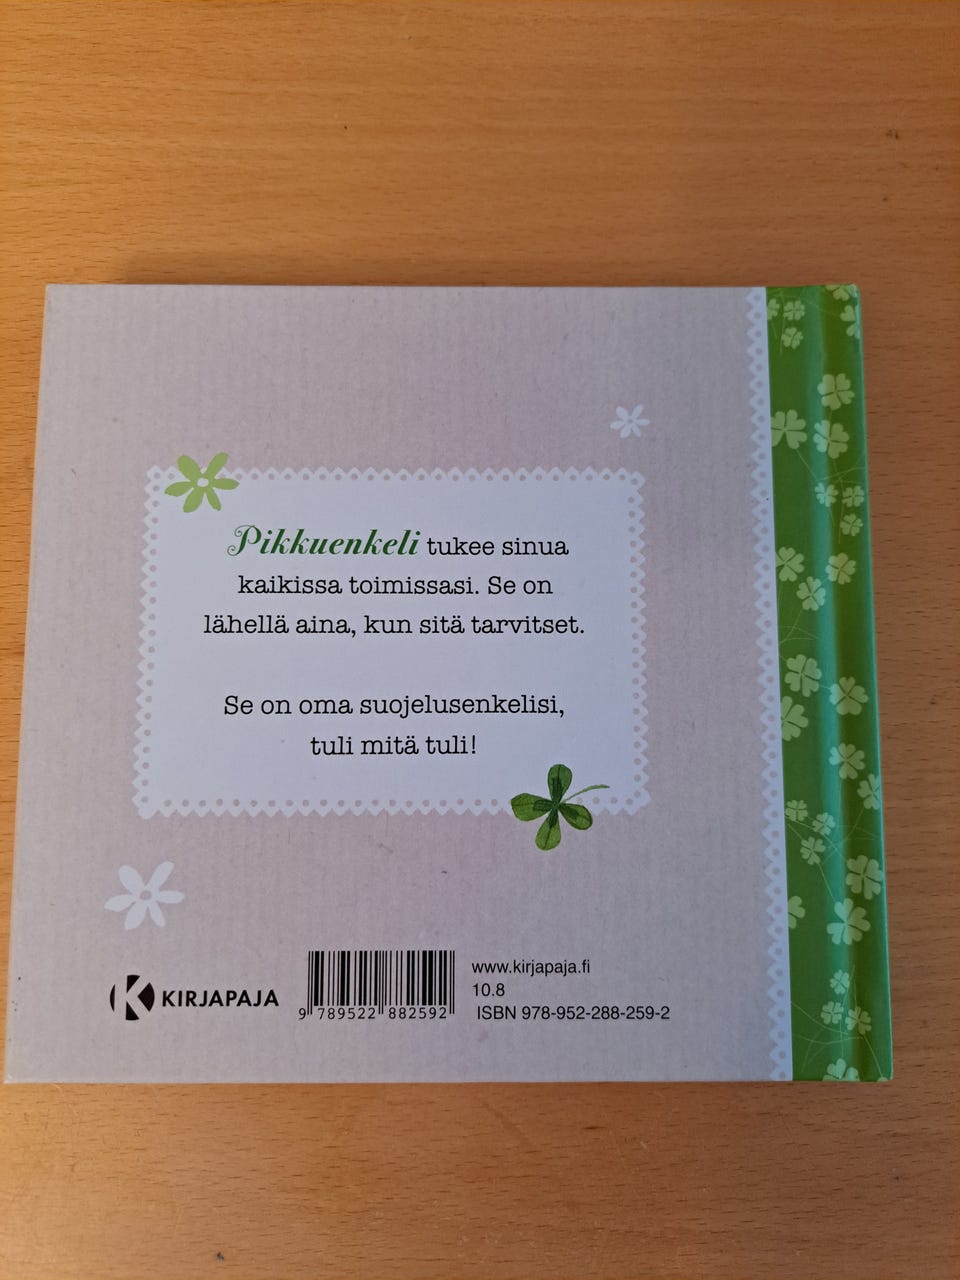 Pikkuenkeli tukee sinua
kaikissa toimissasi. Se on
lähellä aina, kun sitä tarvitset.
Se on oma suojelusenkelisi,
tuli mitä tuli!
K KIRJAPAJA
9 789522 882592
www.kirjapaja.fi
10.8
ISBN 978-952-288-259-2